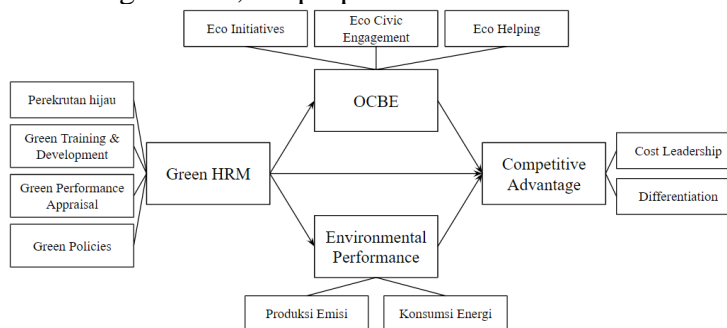 Eco Initiatives
Eco Civic
Engagement
Eco Helping
OCBE
Perekrutan hijau
Green Training &
Development
Green Performance
Appraisal
Green Policies
Green HRM
Competitive
Advantage
Cost Leadership
Differentiation
Environmental
Performance
Produksi Emisi
Konsumsi Energi